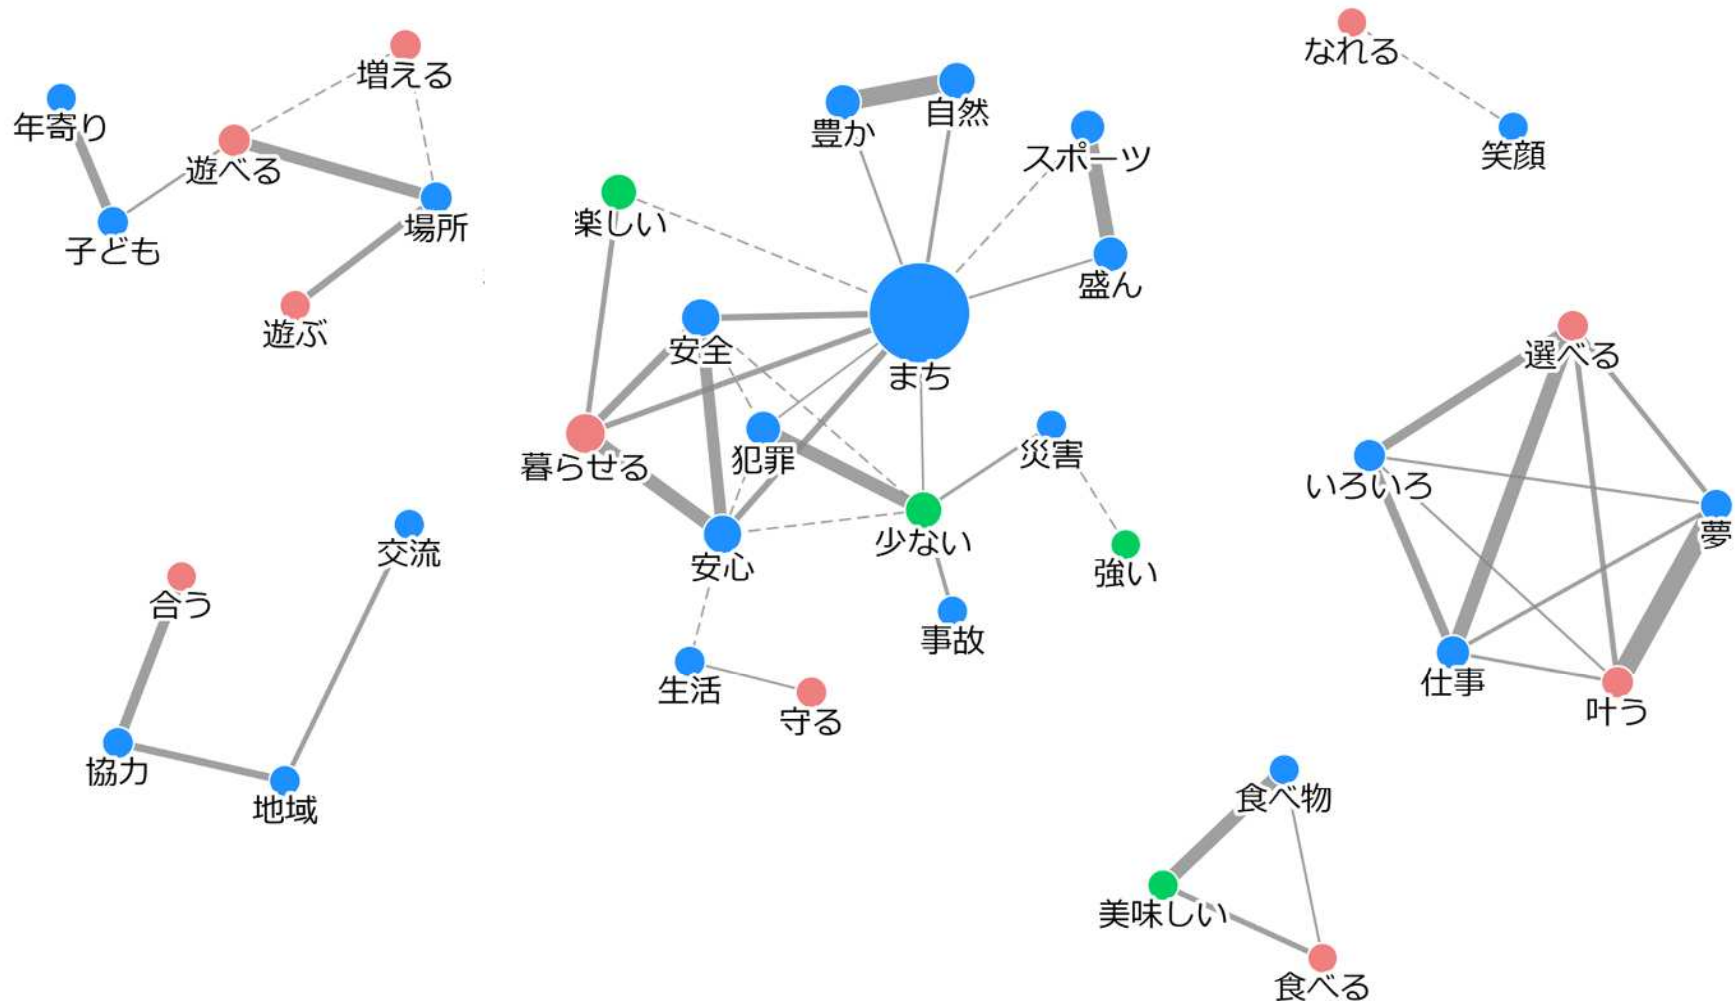 増える
年寄り
遊べる
子ども
場所
遊ぶ
豊か
自然
スポーツ
楽しい
盛ん
安全
まち
暮らせる
犯罪
災害
少ない
安心
強い
事故
生活
守る
なれる
笑顔
選べる
いろいろ
夢
仕事
叶う
交流
合う
協力
地域
食べ物
美味しい
食べる